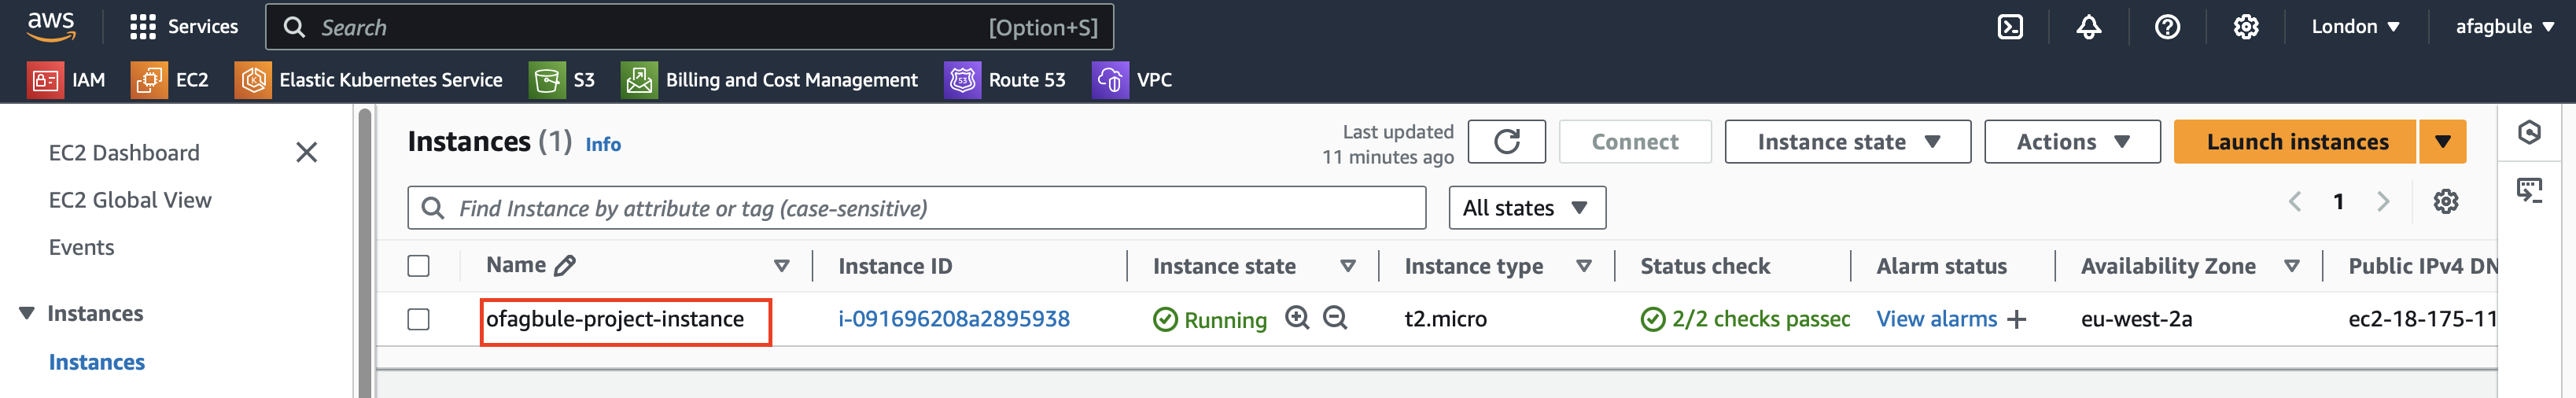 aws
Services
Search
[Option+S]
London
afagbule
IAM
EC2
Elastic Kubernetes Service
S3
Billing and Cost Management
Route 53
VPC
EC2 Dashboard
EC2 Global View
Events
Instances
Instances
Instances (1) Info
Last updated
11 minutes ago
Connect
Instance state
Actions
Launch instances
Find Instance by attribute or tag (case-sensitive)
All states
1
Name
Instance ID
Instance state
Instance type
Status check
Alarm status
Availability Zone
Public IPv4 DN
ofagbule-project-instance
i-091696208a2895938
Running
t2.micro
2/2 checks passec
View alarms
eu-west-2a
ec2-18-175-11